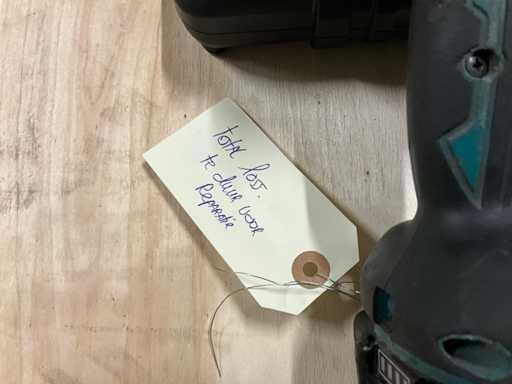 total loss.
te duur voor
Reparatie